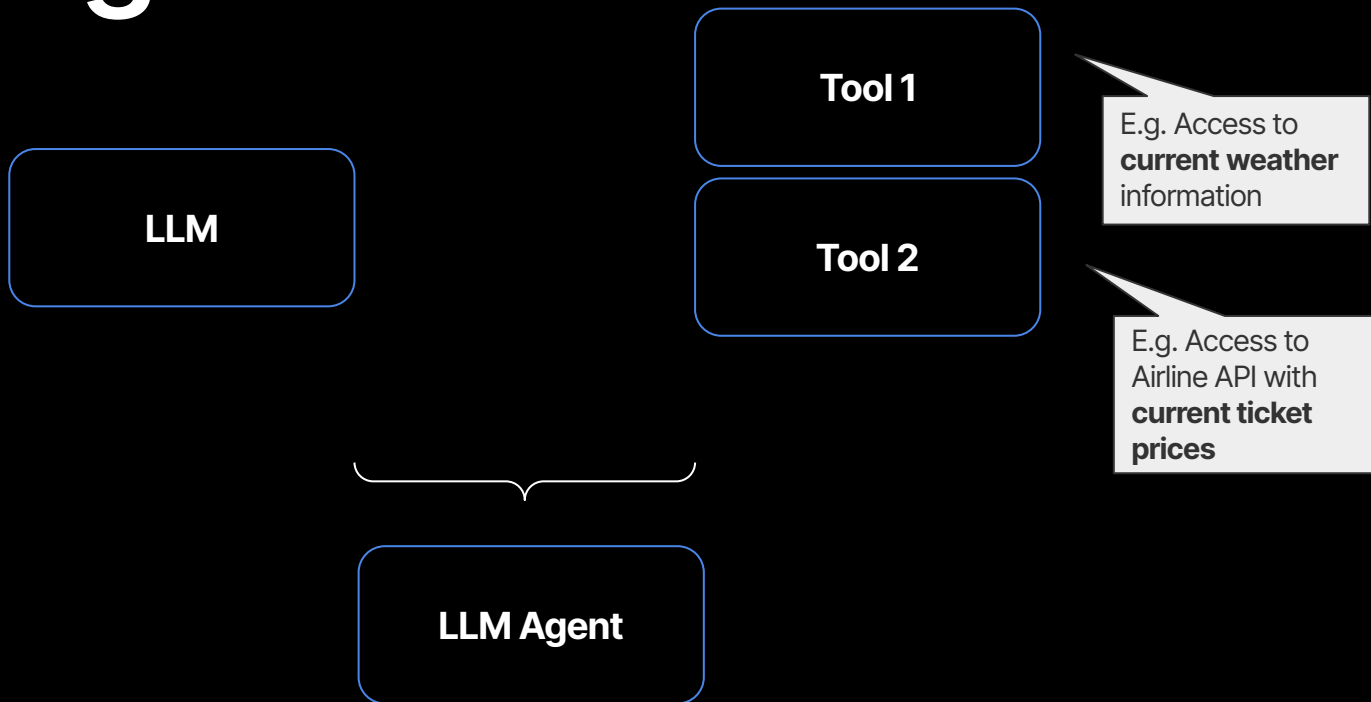 LLM
Tool 1
Tool 2
E.g. Access to
current weather
information
E.g. Access to
Airline API with
current ticket
prices
LLM Agent